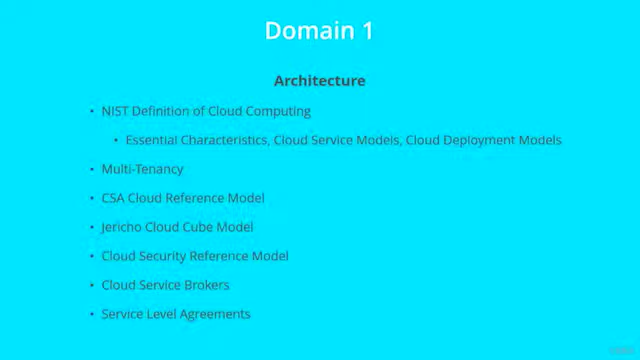 Domain 1
Architecture
• NIST Definition of Cloud Computing
• Essential Characteristics, Cloud Service Models, Cloud Deployment Models
• Multi-Tenancy
• CSA Cloud Reference Model
• Jericho Cloud Cube Model
• Cloud Security Reference Model
• Cloud Service Brokers
• Service Level Agreements